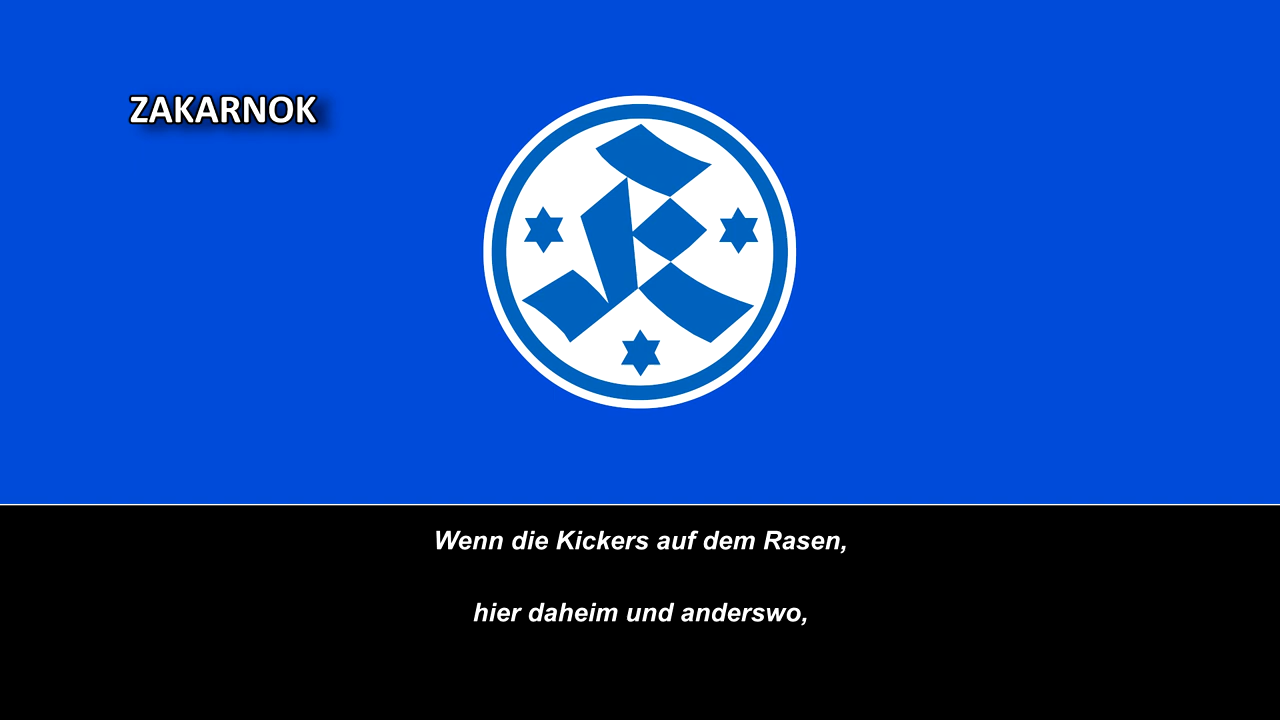 ZAKARNOK
Wenn die Kickers auf dem Rasen,
hier daheim und anderswo,